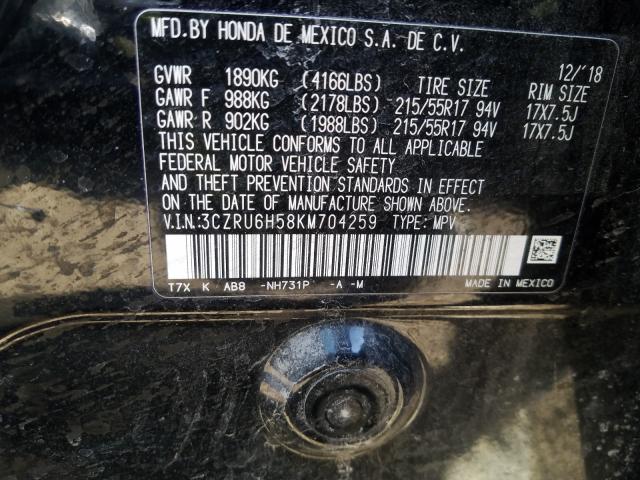 MFD.BY HONDA DE MEXICO S.A. DE C.V.
12/'18
GVWR 1890KG (4166LBS) TIRE SIZE RIM SIZE
GAWR F 988KG (2178LBS) 215/55R17 94V 17X7.5J
GAWR R 902KG (1988LBS) 215/55R17 94V 17X7.5J
THIS VEHICLE CONFORMS TO ALL APPLICABLE
FEDERAL MOTOR VEHICLE SAFETY
AND THEFT PREVENTION STANDARDS IN EFFECT
ON THE DATE OF MANUFACTURE SHOWN ABOVE.
V.I.N:3CZRU6H58KM704259 TYPE: MPV
T7X K AB8 -NH731P -A -M MADE IN MEXICO